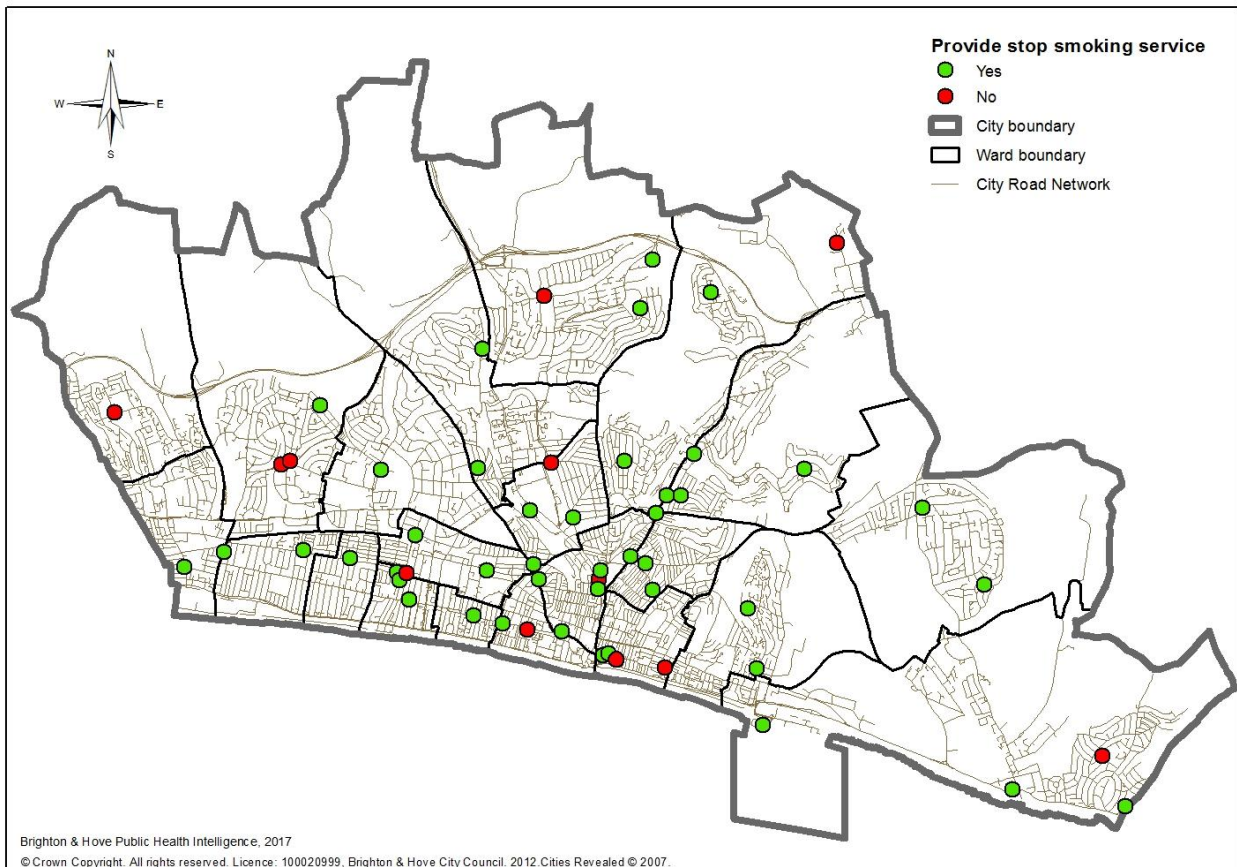 N
W E
S
Provide stop smoking service
Yes
No
City boundary
Ward boundary
City Road Network
Brighton & Hove Public Health Intelligence, 2017
© Crown Copyright. All rights reserved. Licence: 100020999, Brighton & Hove City Council. 2012.Cities Revealed © 2007.